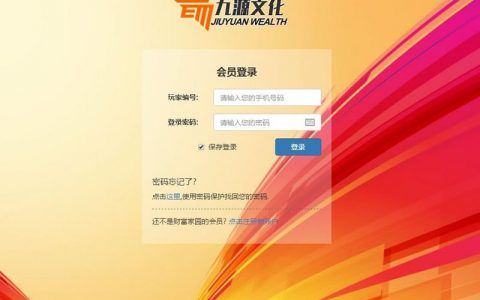 九源文化
JIUYUAN WEALTH
会员登录
玩家编号: 请输入您的手机号码
登录密码: 请输入您的密码
保存登录 登录
密码忘记了?
点击这里,使用密码保护找回您的密码.
还不是财富家园的会员? 点击注册新账户